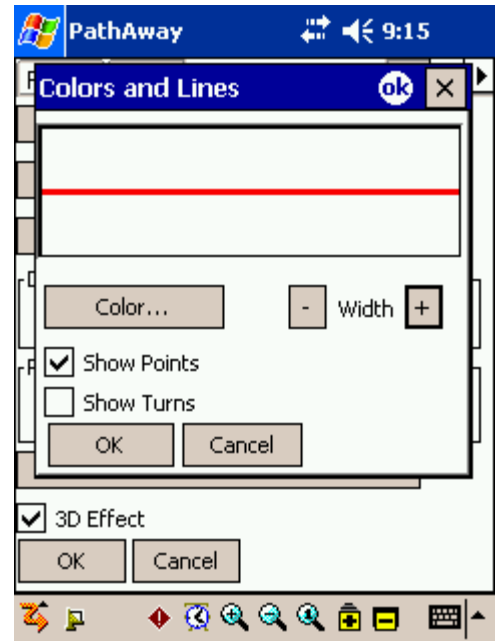 PathAway 9:15
Colors and Lines ok
Color... - Width +
Show Points
Show Turns
OK Cancel
3D Effect
OK Cancel